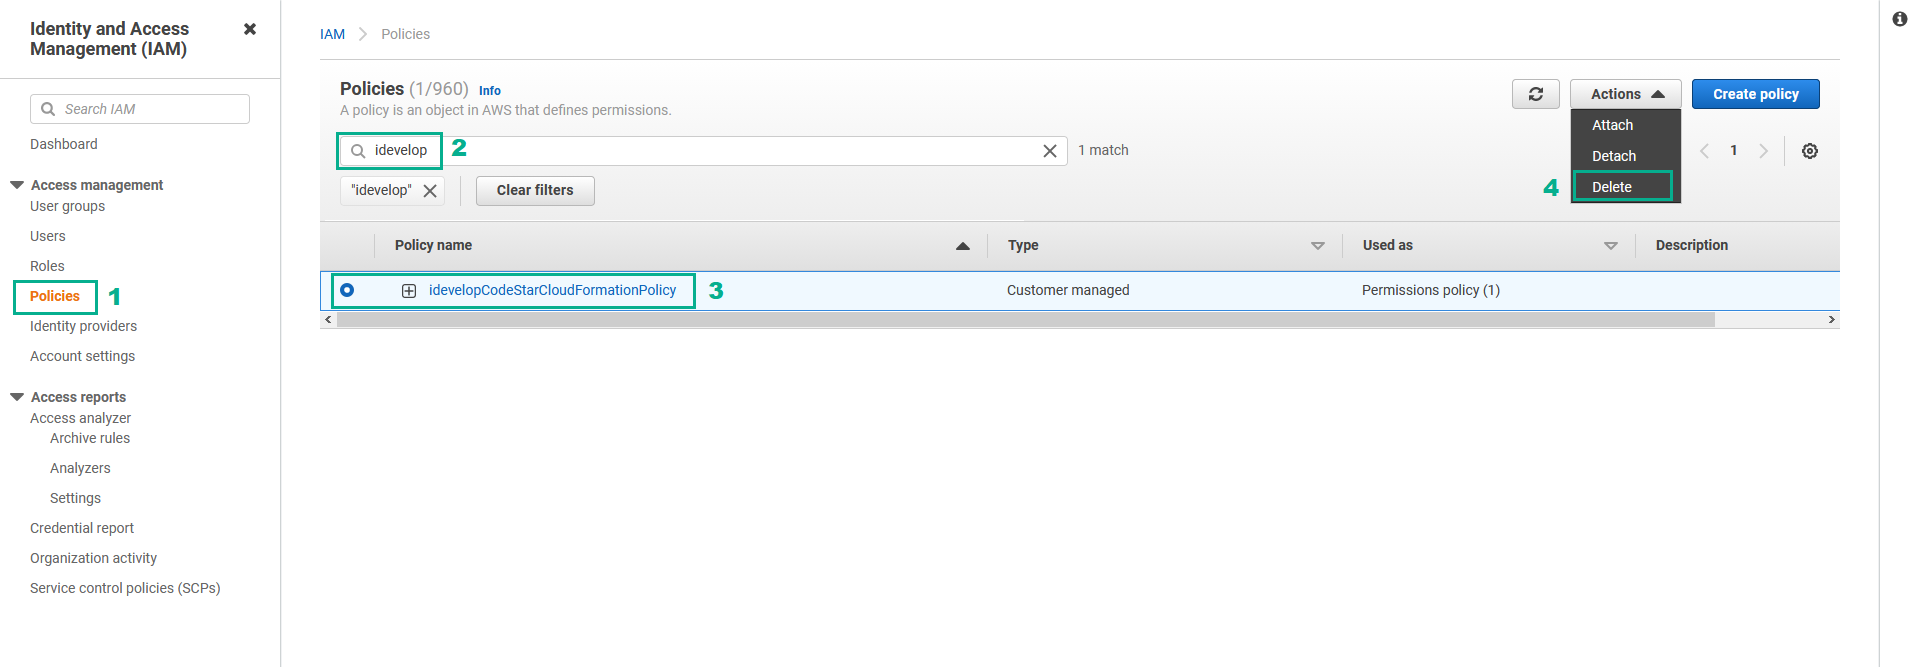 Identity and Access
Management (IAM)
Search IAM
Dashboard
Access management
User groups
Users
Roles
Policies
1
Identity providers
Account settings
Access reports
Access analyzer
Archive rules
Analyzers
Settings
Credential report
Organization activity
Service control policies (SCPs)
IAM
Policies
Policies (1/960) Info
A policy is an object in AWS that defines permissions.
Actions
Create policy
Attach
Detach
4
Delete
idevelop
2
1 match
1
"idevelop"
Clear filters
Policy name
Type
Used as
Description
idevelopCodeStarCloudFormationPolicy
3
Customer managed
Permissions policy (1)